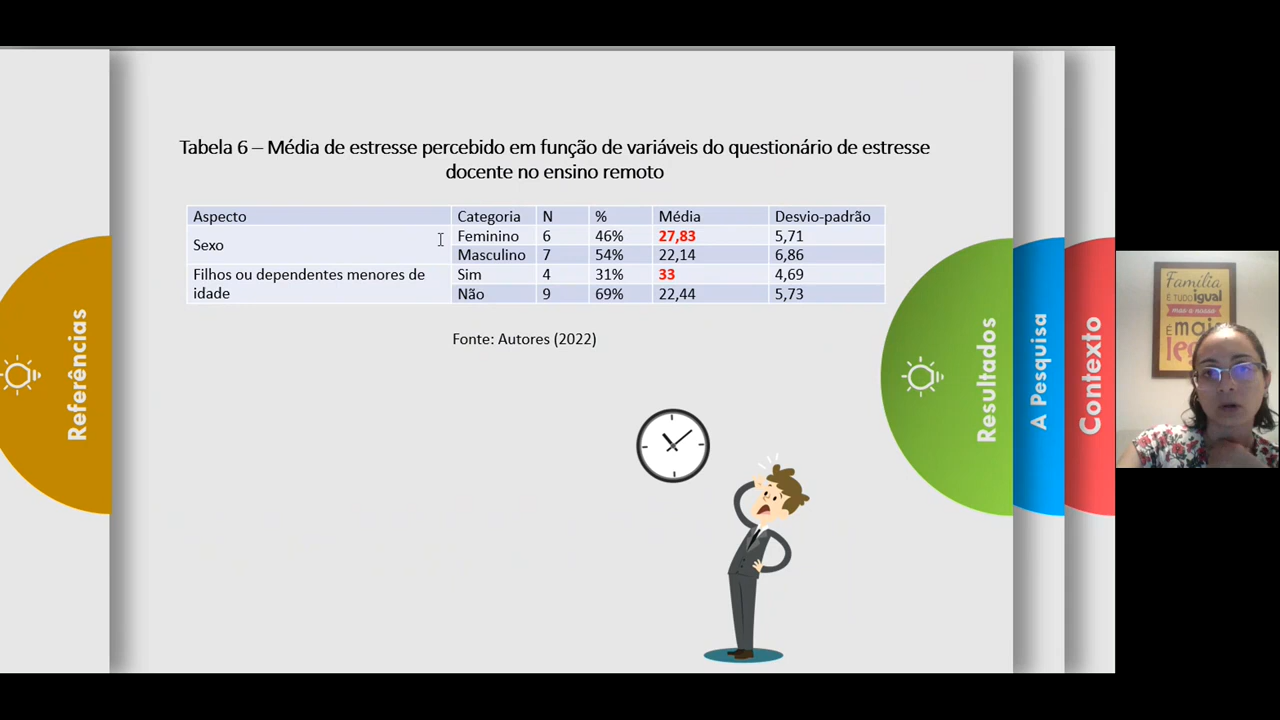 Tabela 6 – Média de estresse percebido em função de variáveis do questionário de estresse
docente no ensino remoto
Aspecto Categoria N % Média Desvio-padrão
Sexo Feminino 6 46% 27,83 5,71
Masculino 7 54% 22,14 6,86
Filhos ou dependentes menores de idade Sim 4 31% 33 4,69
Não 9 69% 22,44 5,73
Fonte: Autores (2022)
Referências
Resultados
A Pesquisa
Contexto
Família
É TUDO igual
mas a nossa
É mais